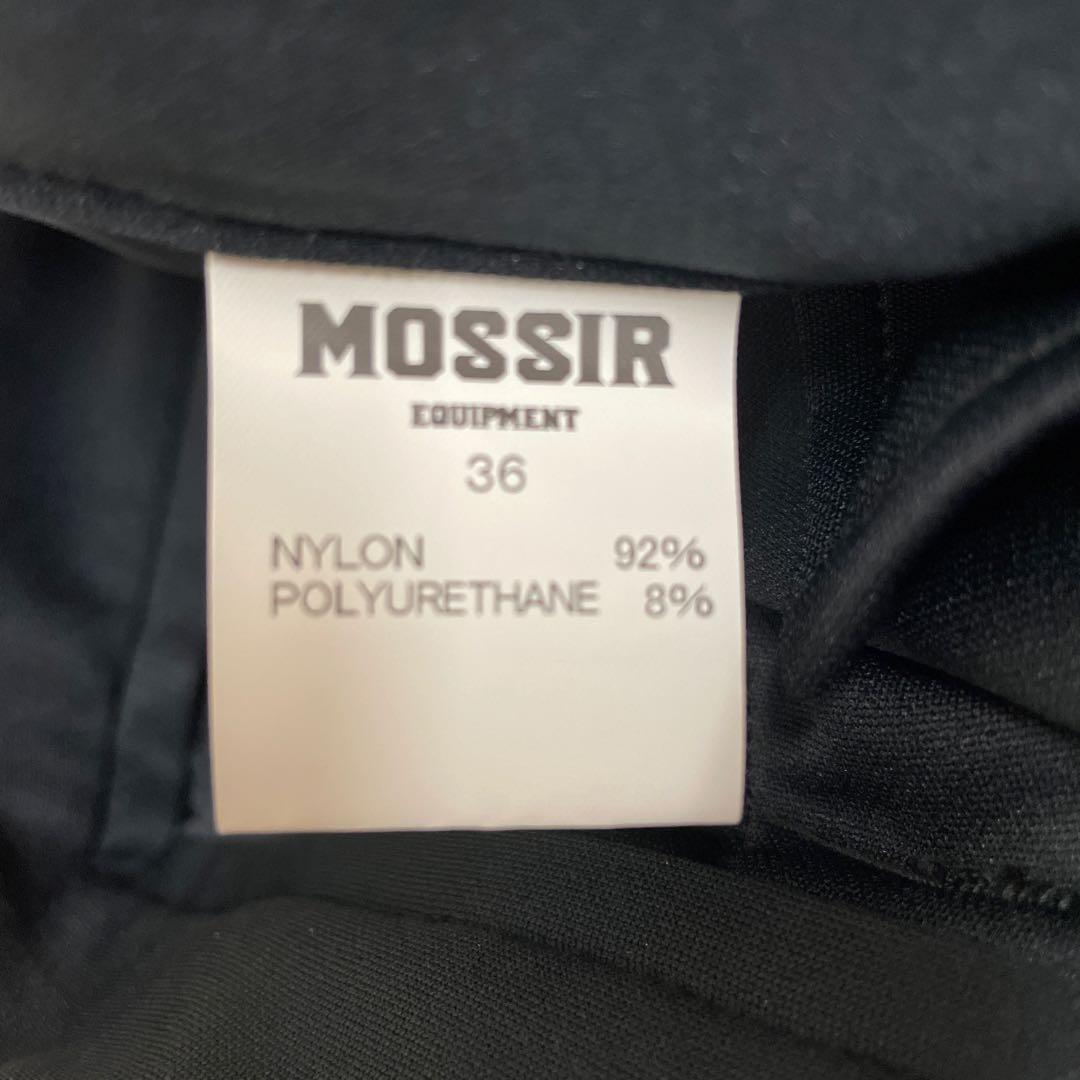 MOSSIR
EQUIPMENT
36
NYLON 92%
POLYURETHANE 8%